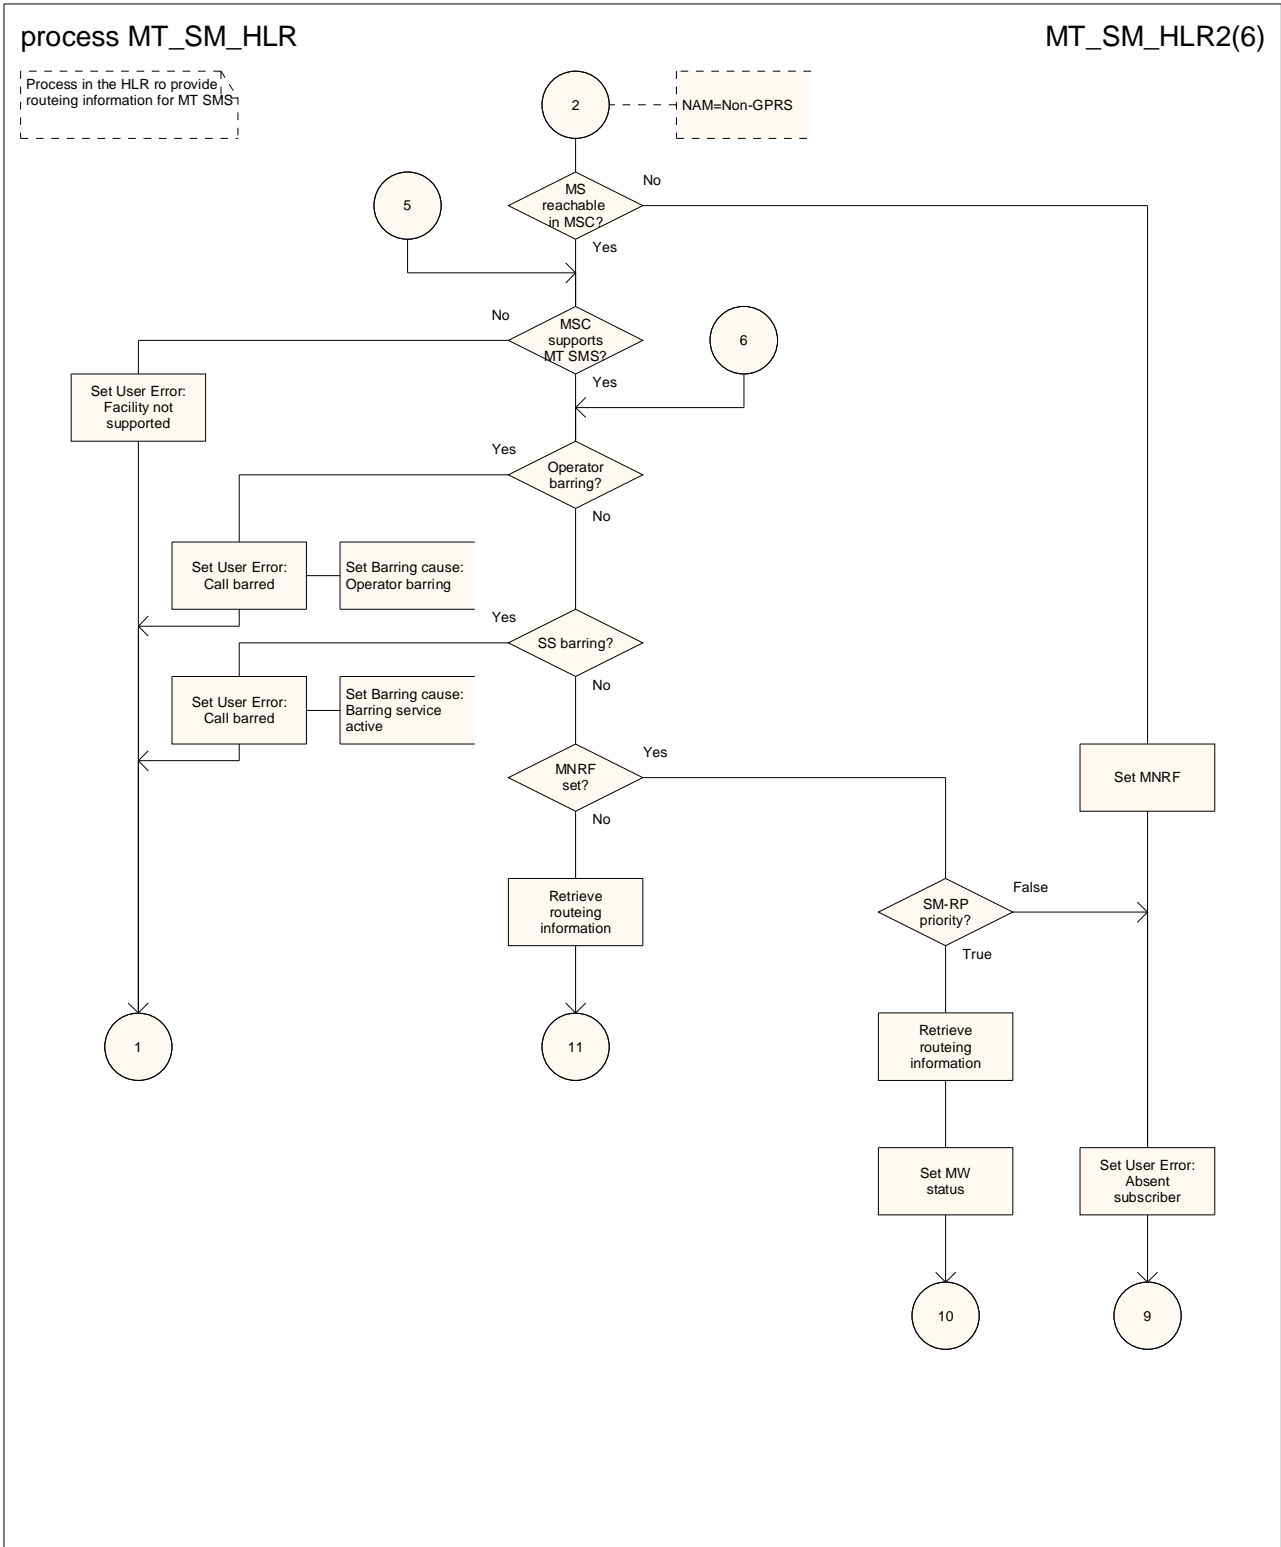 process MT_SM_HLR
MT_SM_HLR2(6)
Process in the HLR ro provide
routeing information for MT SMS
2
NAM=Non-GPRS
MS
reachable
in MSC?
No
Yes
5
MSC
supports
MT SMS?
No
Yes
6
Set User Error:
Facility not
supported
Operator
barring?
Yes
No
Set User Error:
Call barred
Set Barring cause:
Operator barring
SS barring?
Yes
No
Set User Error:
Call barred
Set Barring cause:
Barring service
active
MNRF
set?
Yes
No
Set MNRF
Retrieve
routeing
information
SM-RP
priority?
False
True
1
11
Retrieve
routeing
information
Set MW
status
Set User Error:
Absent
subscriber
10
9